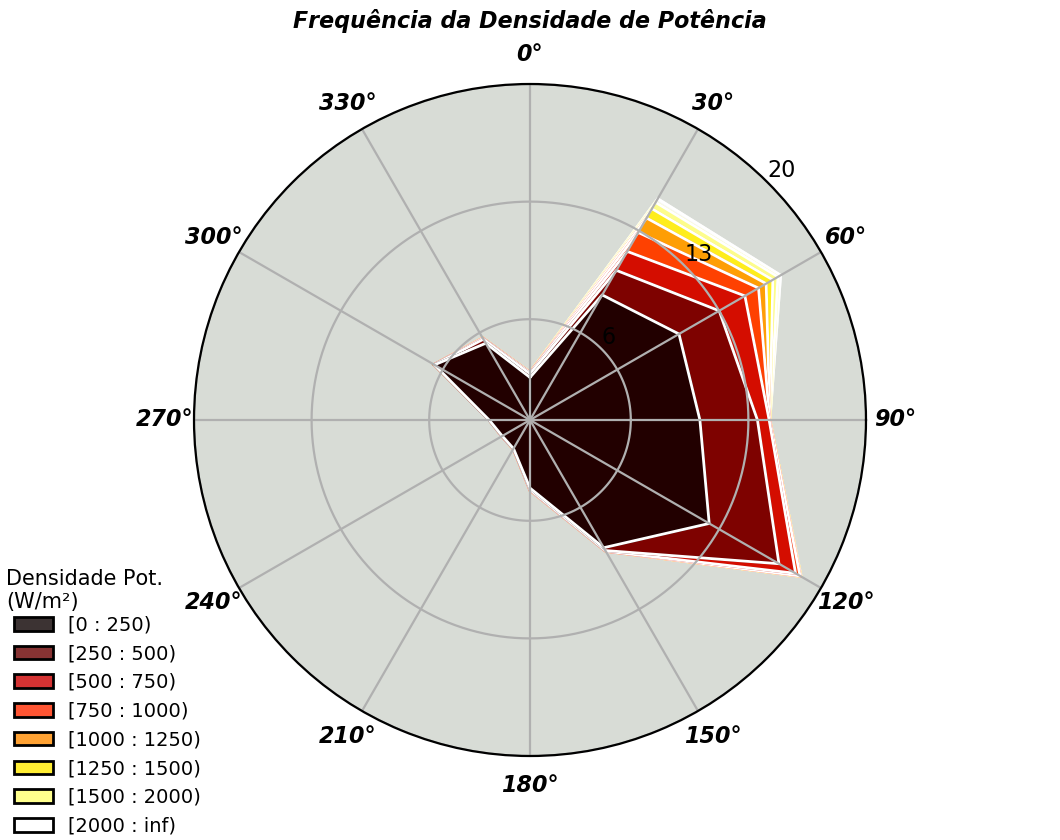 Frequência da Densidade de Potência
0°
330°
30°
20
300°
60°
13
6
270°
90°
240°
120°
210°
150°
180°
Densidade Pot.
(W/m²)
[0 : 250)
[250 : 500)
[500 : 750)
[750 : 1000)
[1000 : 1250)
[1250 : 1500)
[1500 : 2000)
[2000 : inf)